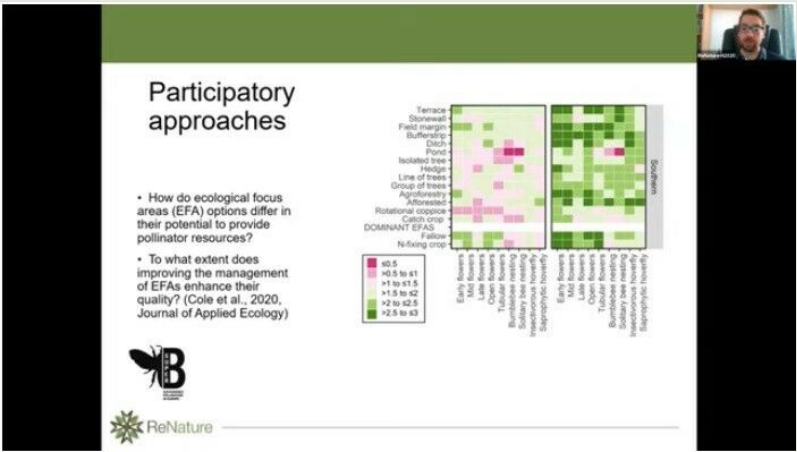 Participatory
approaches
• How do ecological focus
areas (EFA) options differ in
their potential to provide
pollinator resources?
• To what extent does
improving the management
of EFAs enhance their
quality? (Cole et al., 2020,
Journal of Applied Ecology)
Terrace
Stonewall
Field margin
Bufferstrip
Ditch
Pond
Isolated tree
Hedge
Line of trees
Group of trees
Agroforestry
Afforested
Rotational coppice
Catch crop
DOMINANT EFAS
Fallow
N-fixing crop
Southern
≤0.5
>0.5 to ≤1
>1 to ≤1.5
>1.5 to ≤2
>2 to ≤2.5
>2.5 to ≤3
Early flowers
Mid flowers
Late flowers
Open flowers
Tubular flowers
Bumblebee nesting
Solitary bee nesting
Insectivorous hoverfly
Saprophytic hoverfly
Early flowers
Mid flowers
Late flowers
Open flowers
Tubular flowers
Bumblebee nesting
Solitary bee nesting
Insectivorous hoverfly
Saprophytic hoverfly
B
ReNature